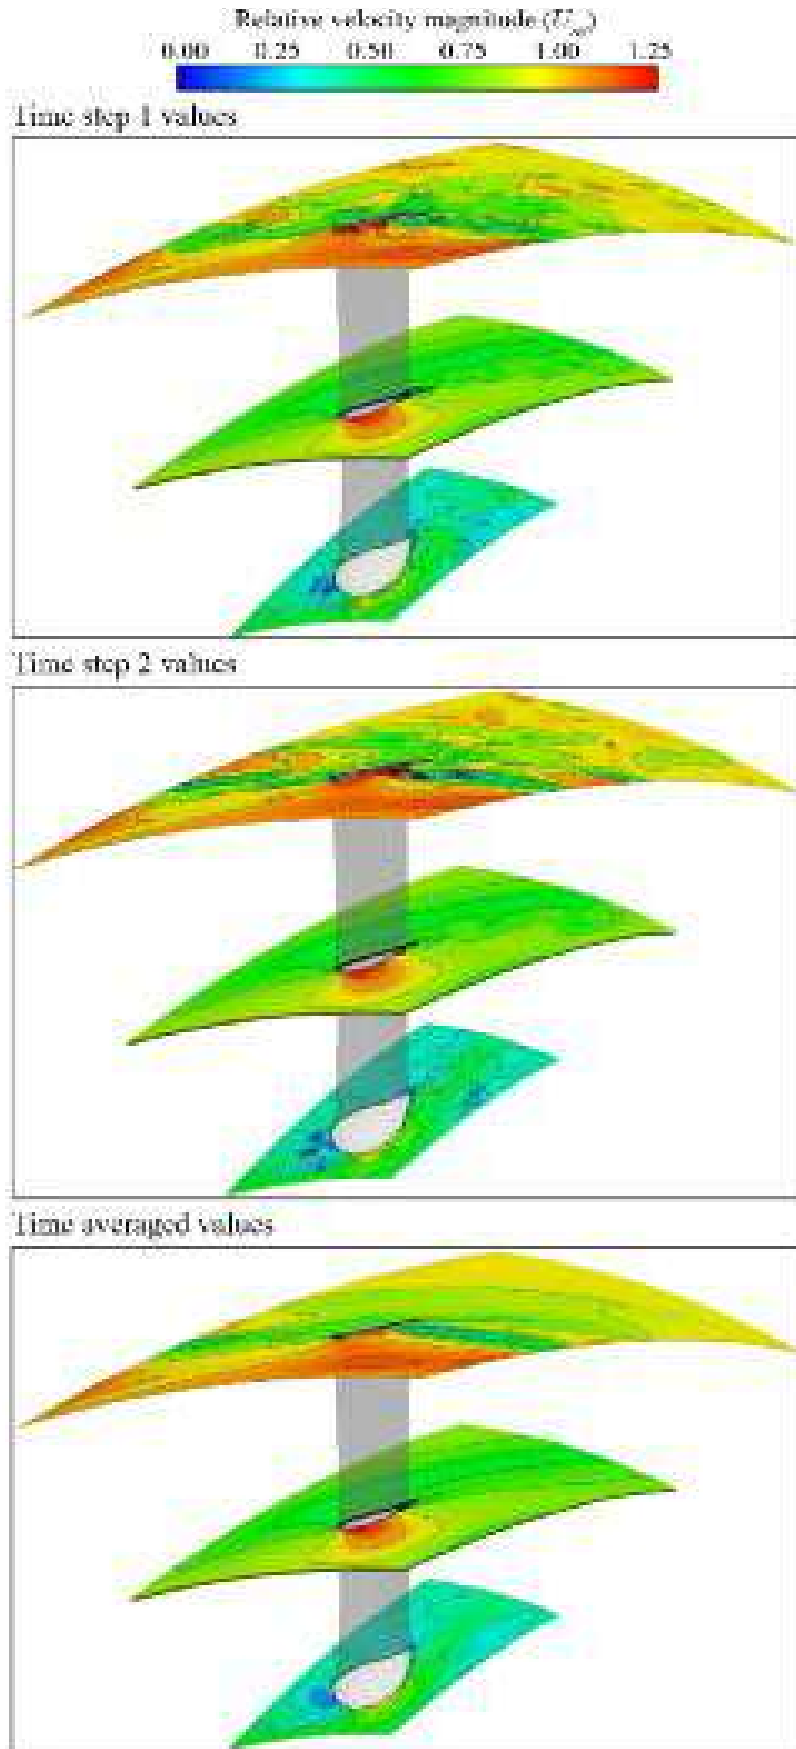 Relative velocity magnitude
0.00 0.25 0.50 0.75 1.00 1.25
Time step 1 values
Time step 2 values
Time averaged values